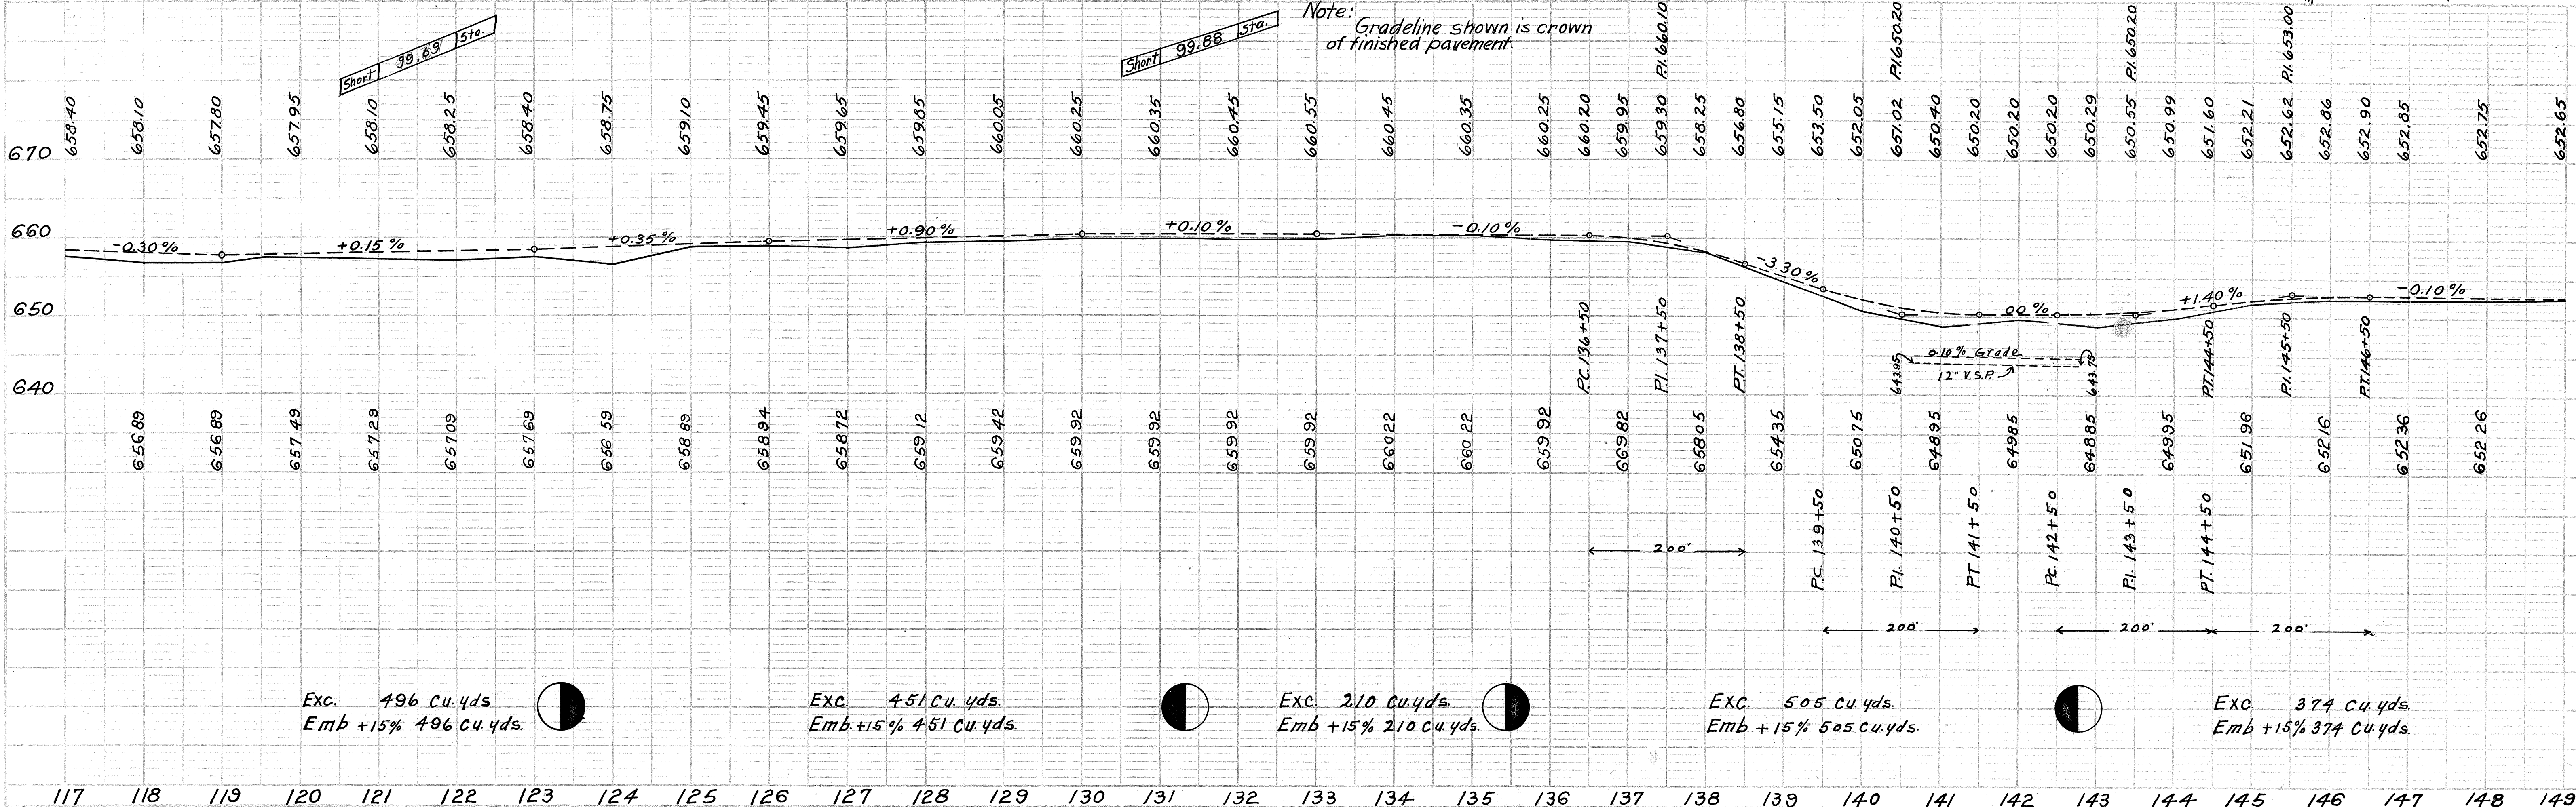 Short 99.69 Sta.
Short 99.88 Sta.
Note:
Gradeline shown is crown
of finished pavement.
P.I. 660.10
P.I. 650.20
P.I. 650.20
P.I. 653.00
658.40 658.10 657.80 657.95 658.10 658.25 658.40 658.75 659.10 659.45 659.65 659.85 660.05 660.25 660.35 660.45 660.55 660.45 660.35 660.25 660.20 659.95 659.30 658.25 656.80 655.15 653.50 652.05 651.02 650.40 650.20 650.20 650.20 650.29 650.55 650.99 651.60 652.21 652.62 652.86 652.90 652.85 652.75 652.65
670
660
-0.30% +0.15% +0.35% +0.90% +0.10% -0.10% -3.30% 00% +1.40% -0.10%
650
P.C. 136+50 P.I. 137+50 P.T. 138+50 P.T. 144+50 P.I. 145+50 P.T. 146+50
643.95 0.10% Grade 643.75
12" V.S.P.
640
656 89 656 89 657.49 657.29 657 09 657 69 656 59 658 89 658.94 658 72 659 12 659.42 659.92 659 92 659 92 659 92 660 22 660 22 659 92 669 82 658 05 654 35 650 75 648 95 649 85 648 85 649 95 651 96 652 16 652 36 652 26
P.C. 139+50 P.I. 140+50 PT 141+50 P.C. 142+50 P.I. 143+50 PT. 144+50
200'
200' 200' 200'
Exc. 496 Cu. yds. Exc 451 Cu. yds. Exc. 210 Cu. yds. Exc. 505 Cu. yds. Exc. 374 Cu. yds.
Emb +15% 496 Cu. yds. Emb. +15% 451 Cu. yds. Emb +15% 210 Cu. yds. Emb +15% 505 Cu. yds. Emb +15% 374 Cu. yds.
117 118 119 120 121 122 123 124 125 126 127 128 129 130 131 132 133 134 135 136 137 138 139 140 141 142 143 144 145 146 147 148 149